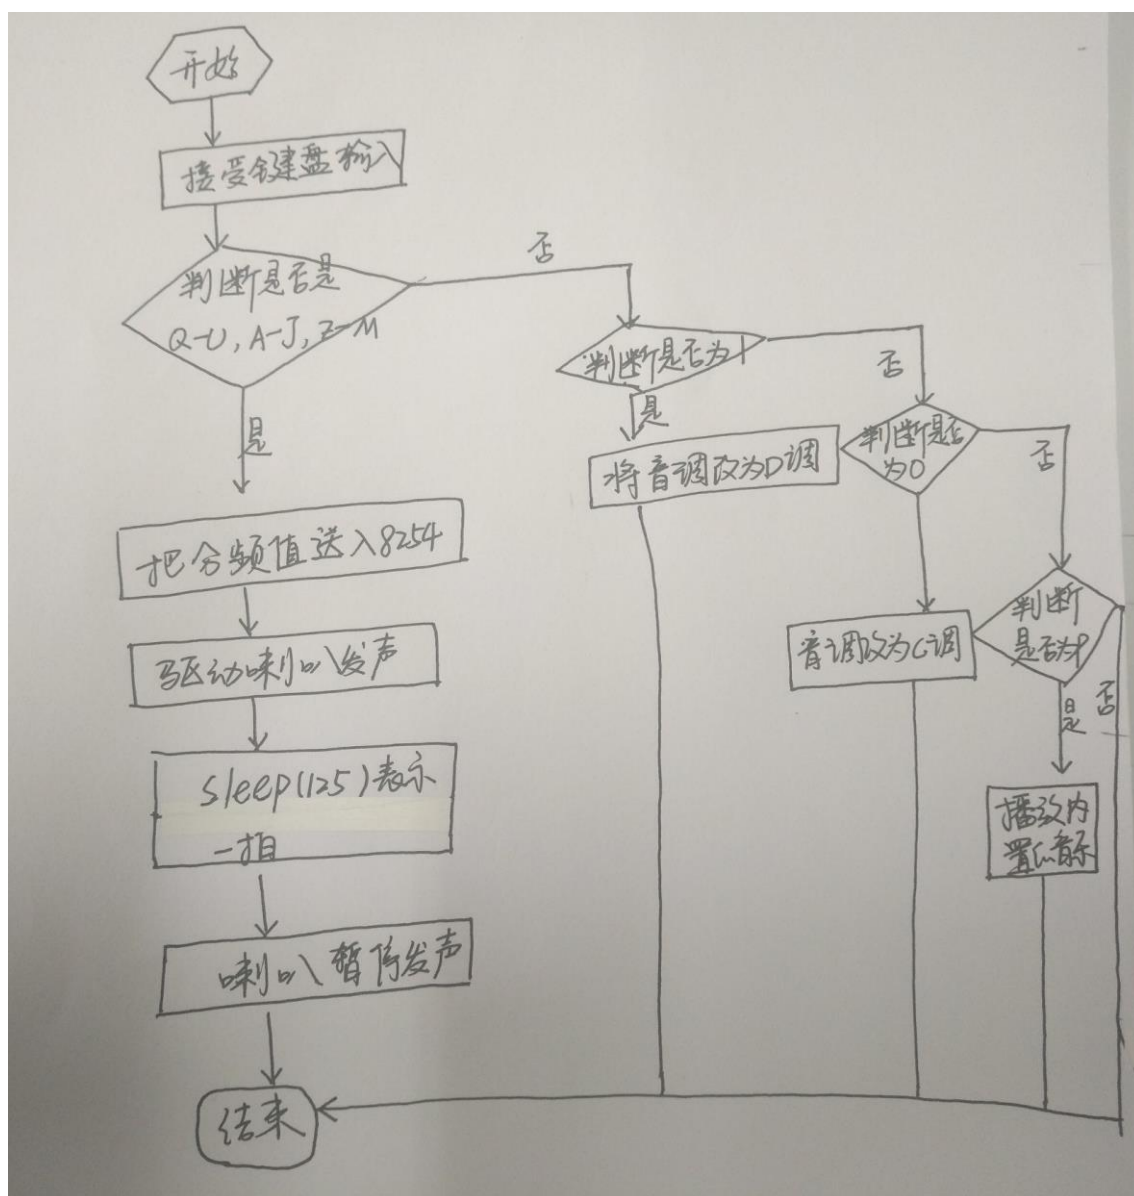 开始
接受键盘输入
判断是否是
Q-U, A-J, Z-M
否
是
判断是否为1
是
否
将音调改为D调
判断是否
为0
否
把分频值送入8254
驱动喇叭发声
音调改为C调
判断
是否为P
是
否
sleep(125)表示
一拍
播放内
置音乐
喇叭暂停发声
结束